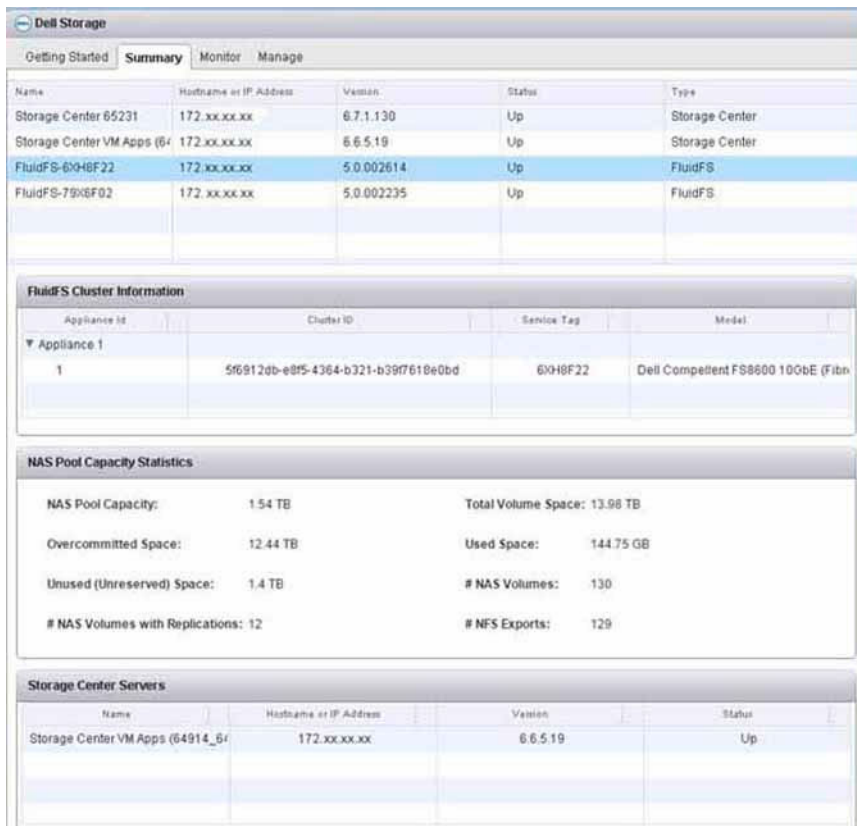 Dell Storage
Getting Started Summary Monitor Manage
Name Hostname or IP Address Version Status Type
Storage Center 65231 172.xx.xx.xx 6.7.1.130 Up Storage Center
Storage Center VM Apps (64 172.xx.xx.xx 6.6.5.19 Up Storage Center
FluidFS-6XH8F22 172.xx.xx.xx 5.0.002614 Up FluidFS
FluidFS-79X6F02 172.xx.xx.xx 5.0.002235 Up FluidFS
FluidFS Cluster Information
Appliance Id Cluster ID Service Tag Model
Appliance 1
1 5f6912db-e8f5-4364-b321-b39f7618e0bd 6XH8F22 Dell Compellent FS8600 10GbE (Fibr
NAS Pool Capacity Statistics
NAS Pool Capacity: 1.54 TB Total Volume Space: 13.98 TB
Overcommitted Space: 12.44 TB Used Space: 144.75 GB
Unused (Unreserved) Space: 1.4 TB # NAS Volumes: 130
# NAS Volumes with Replications: 12 # NFS Exports: 129
Storage Center Servers
Name Hostname or IP Address Version Status
Storage Center VM Apps (64914_64 172.xx.xx.xx 6.6.5.19 Up